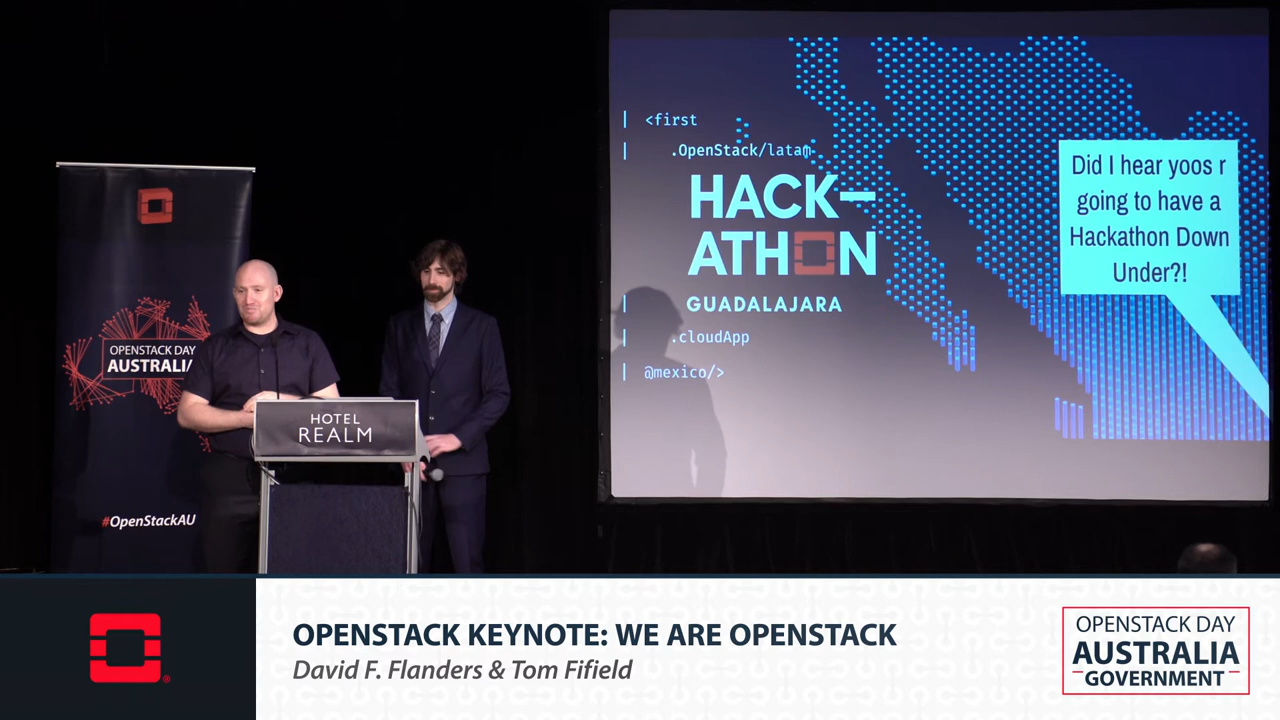 <first
.OpenStack/latam
HACK-
ATHON
GUADALAJARA
.cloudApp
@mexico/>
Did I hear yoos r
going to have a
Hackathon Down
Under?!
OPENSTACK DAY
AUSTRALIA
#OpenStackAU
HOTEL
REALM
OPENSTACK KEYNOTE: WE ARE OPENSTACK
David F. Flanders & Tom Fifield
OPENSTACK DAY
AUSTRALIA
GOVERNMENT